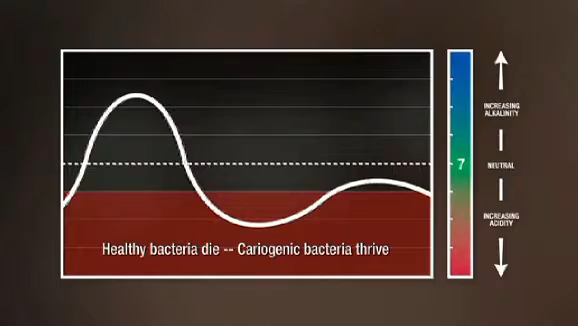 INCREASING
ALKALINITY
7
NEUTRAL
INCREASING
ACIDITY
Healthy bacteria die -- Cariogenic bacteria thrive